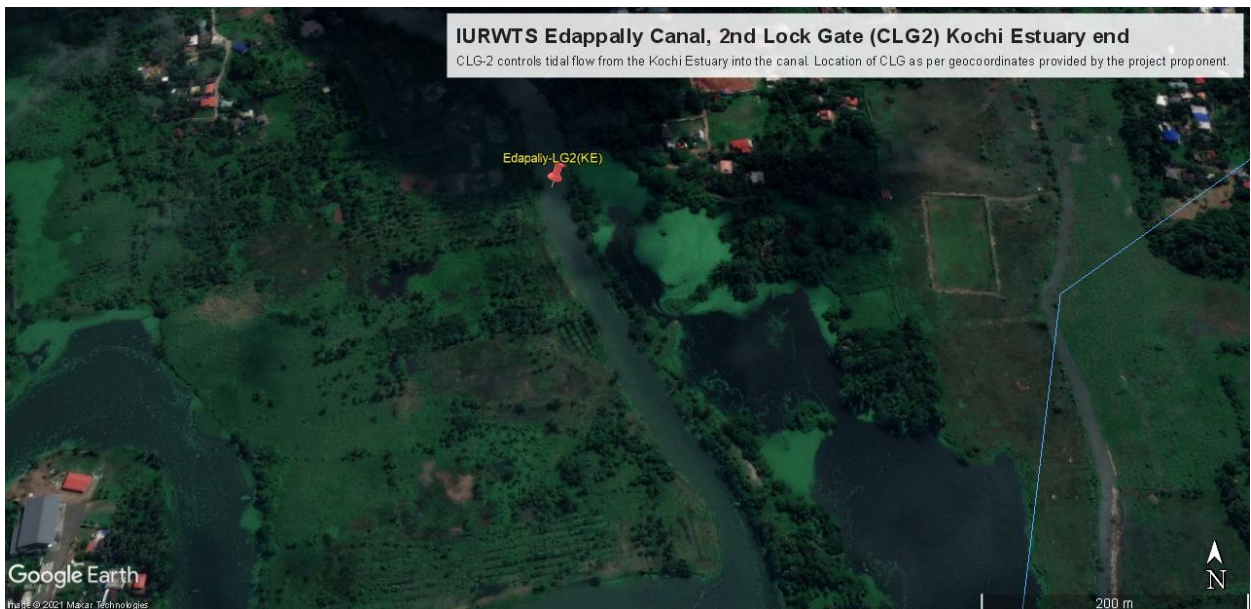 IURWTS Edappally Canal, 2nd Lock Gate (CLG2) Kochi Estuary end
CLG-2 controls tidal flow from the Kochi Estuary into the canal. Location of CLG as per geocoordinates provided by the project proponent.
Edapally-LG2(KE)
Google Earth
Image © 2021 Maxar Technologies
N
200 m